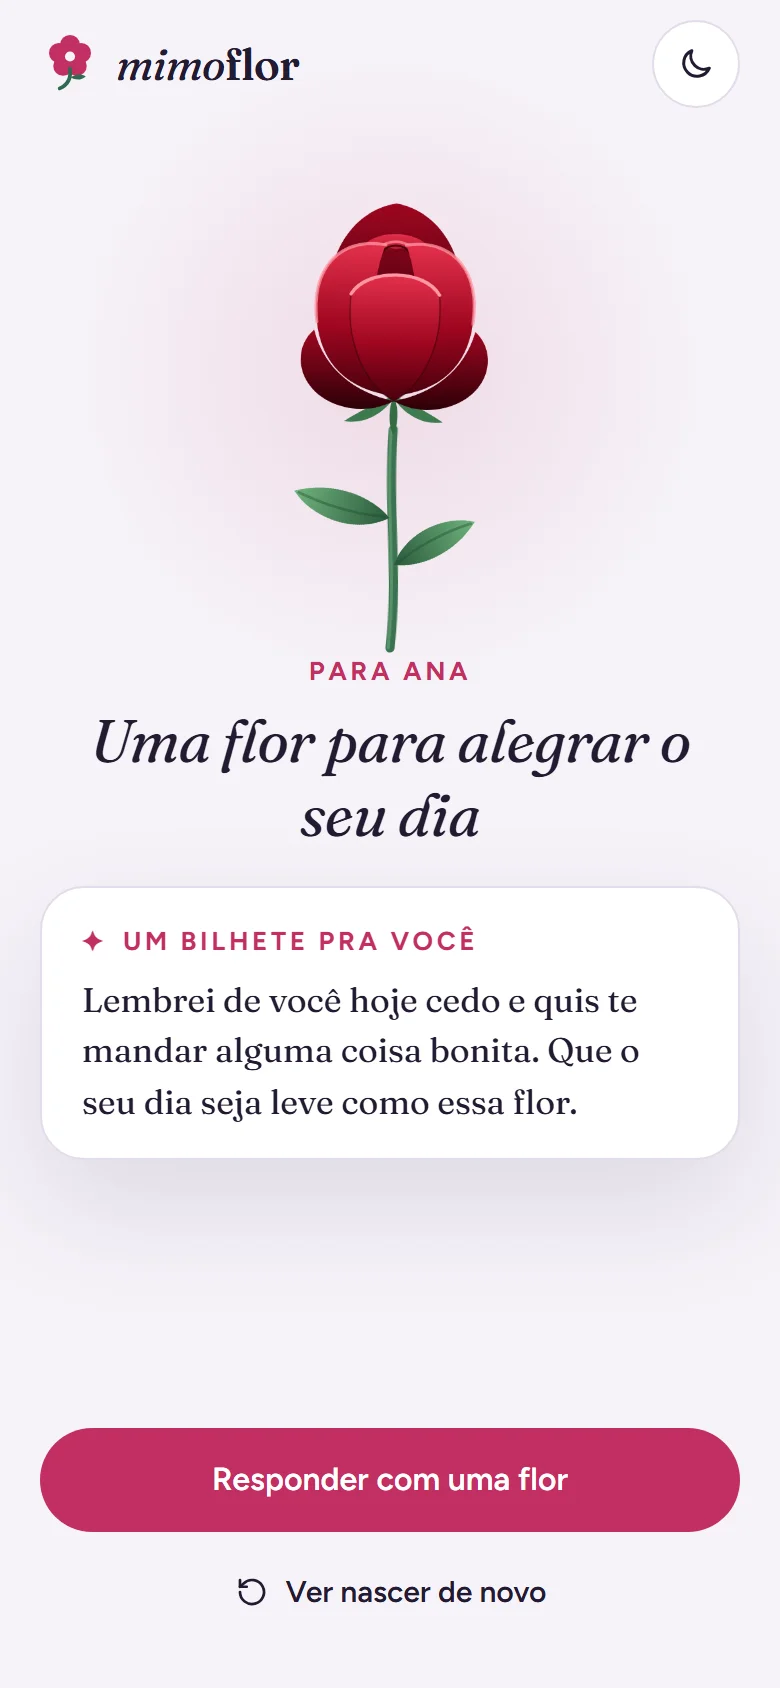 mimoflor
PARA ANA
Uma flor para alegrar o
seu dia
UM BILHETE PRA VOCÊ
Lembrei de você hoje cedo e quis te
mandar alguma coisa bonita. Que o
seu dia seja leve como essa flor.
Responder com uma flor
Ver nascer de novo